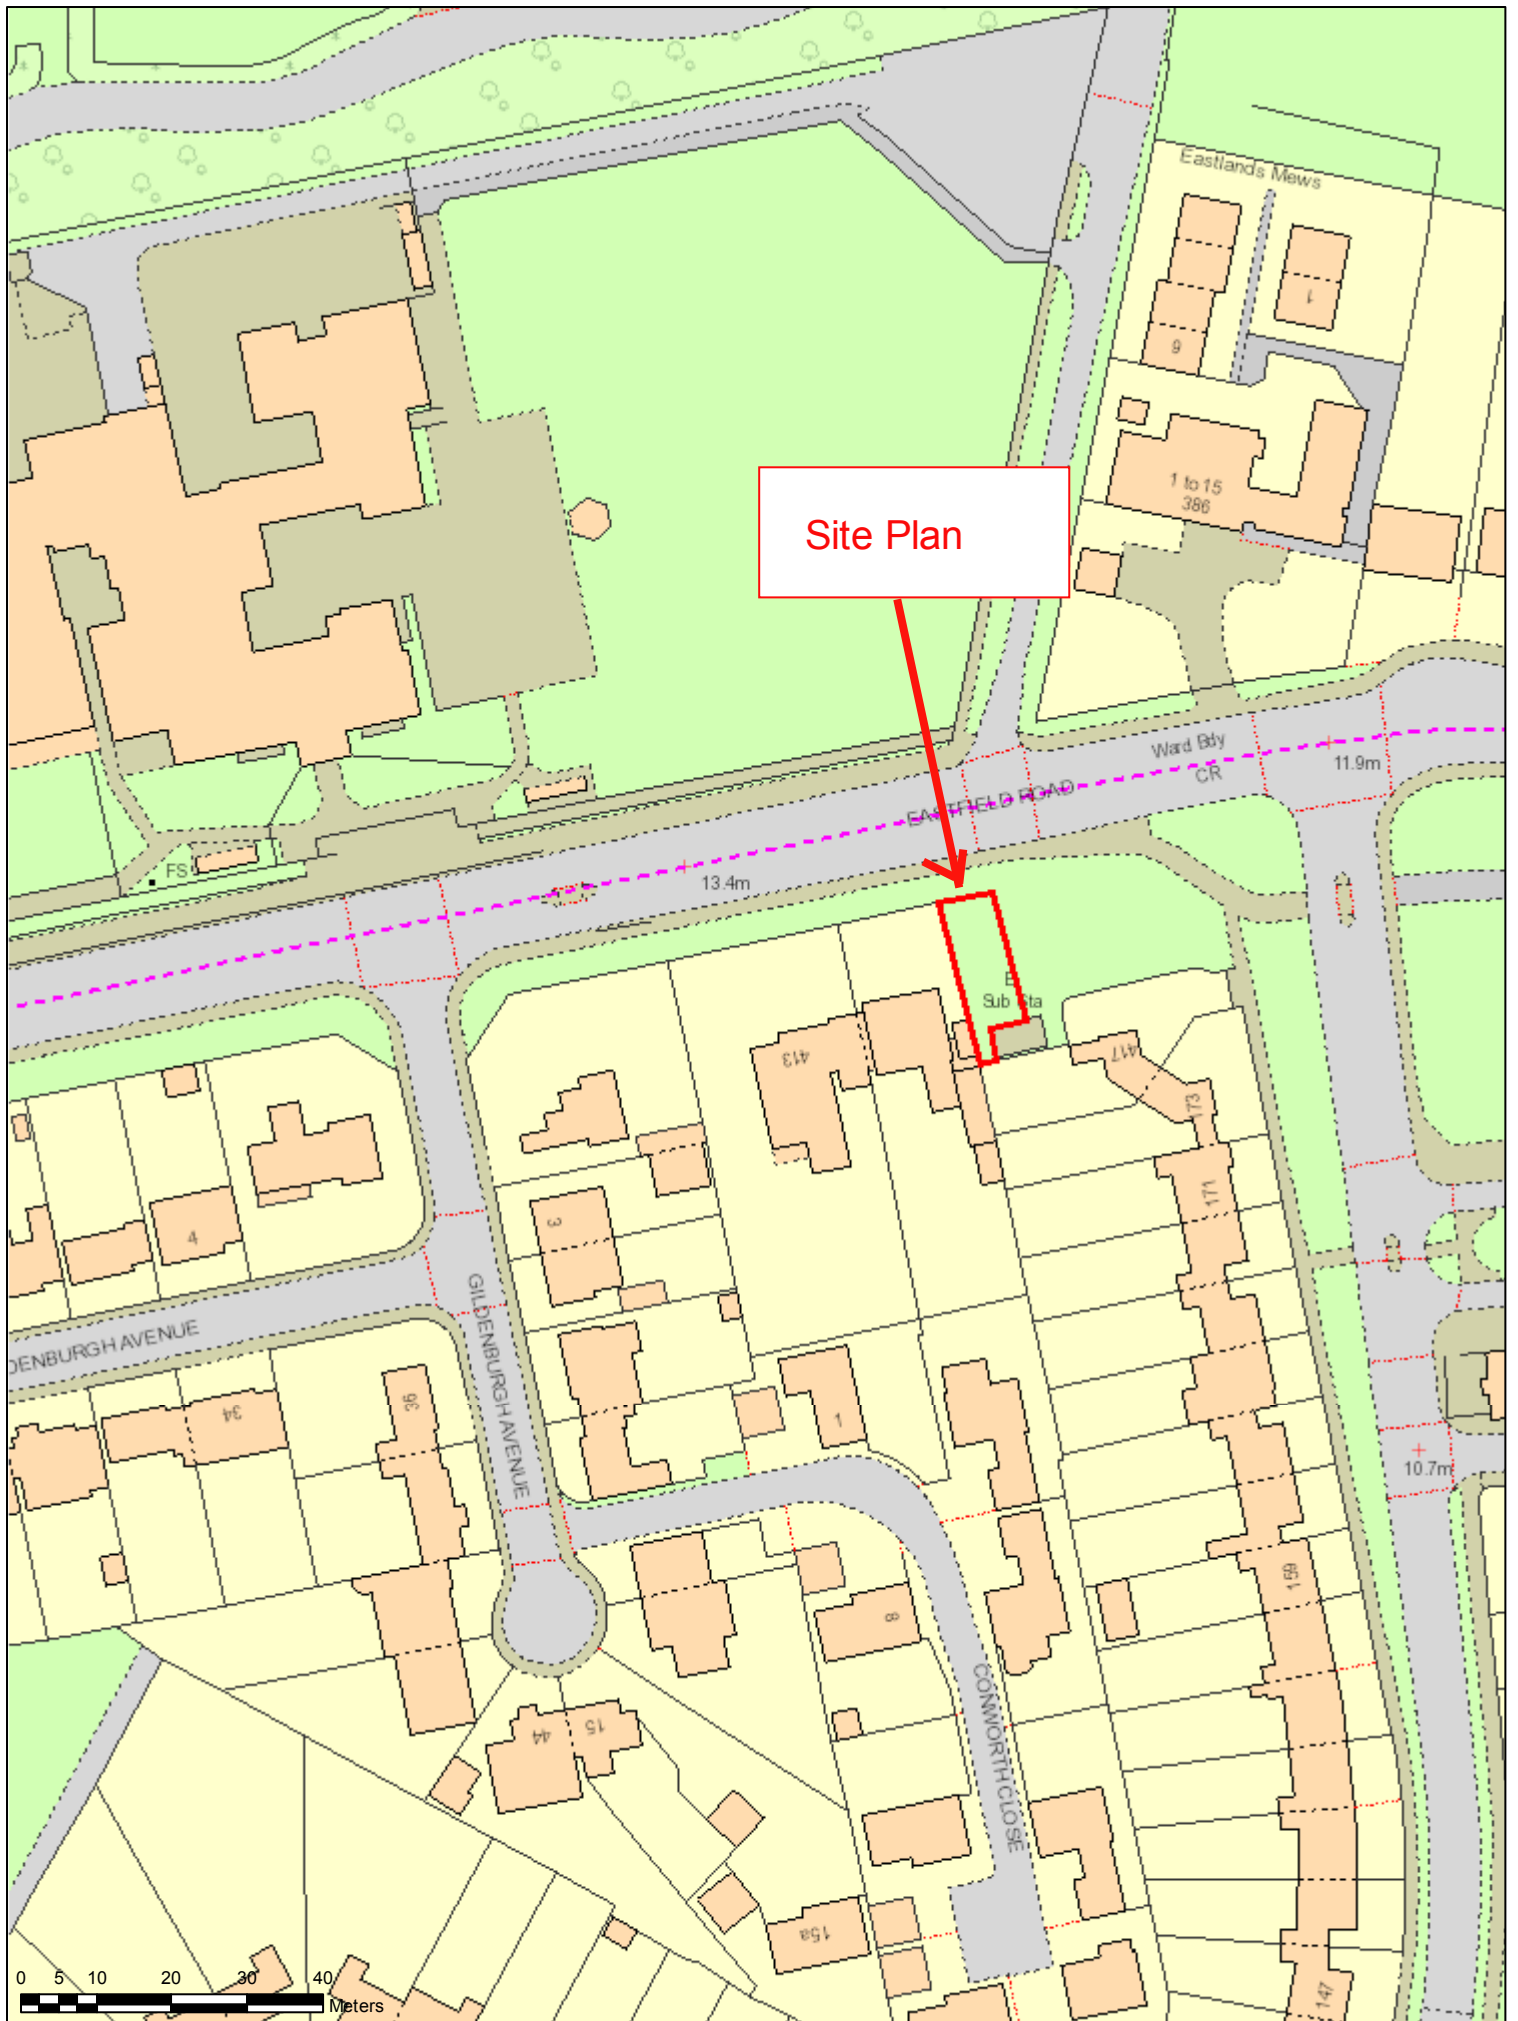 Eastlands Mews
1
9
1 to 15
386
Site Plan
Ward Bdy
CR
11.9m
EASTFIELD ROAD
FS
13.4m
El
Sub Sta
413
417
173
171
3
4
GILDENBURGH AVENUE
DENBURGH AVENUE
34
36
1
10.7m
8
159
44
15
CONWORTH CLOSE
15a
147
0 5 10 20 30 40
Meters